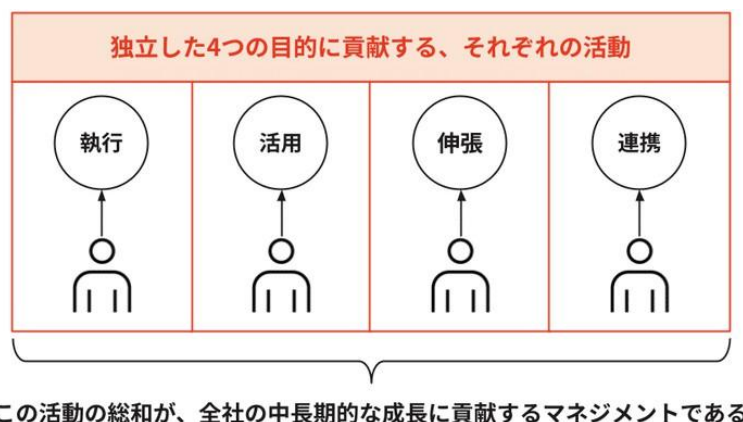 独立した4つの目的に貢献する、それぞれの活動
執行
活用
伸張
連携
この活動の総和が、全社の中長期的な成長に貢献するマネジメントである